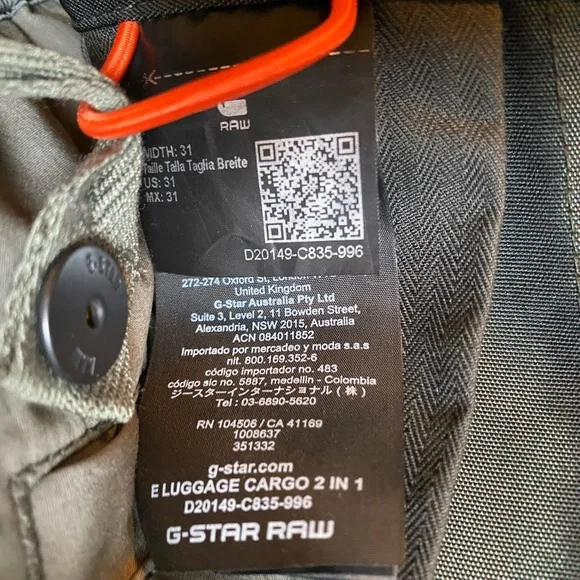 RAW
WIDTH: 31
Taille Talla Taglia Breite
US: 31
MX: 31
D20149-C835-996
272-274 Oxford St, London
United Kingdom
G-Star Australia Pty Ltd
Suite 3, Level 2, 11 Bowden Street,
Alexandria, NSW 2015, Australia
ACN 084011852
Importado por mercadeo y moda s.a.s
nit. 800.169.352-6
código importador no. 483
código sic no. 5887, medellin - Colombia
ジースターインターナショナル（株）
Tel : 03-6890-5620
RN 104506 / CA 41169
1008637
351332
g-star.com
E LUGGAGE CARGO 2 IN 1
D20149-C835-996
G-STAR RAW
G-STAR